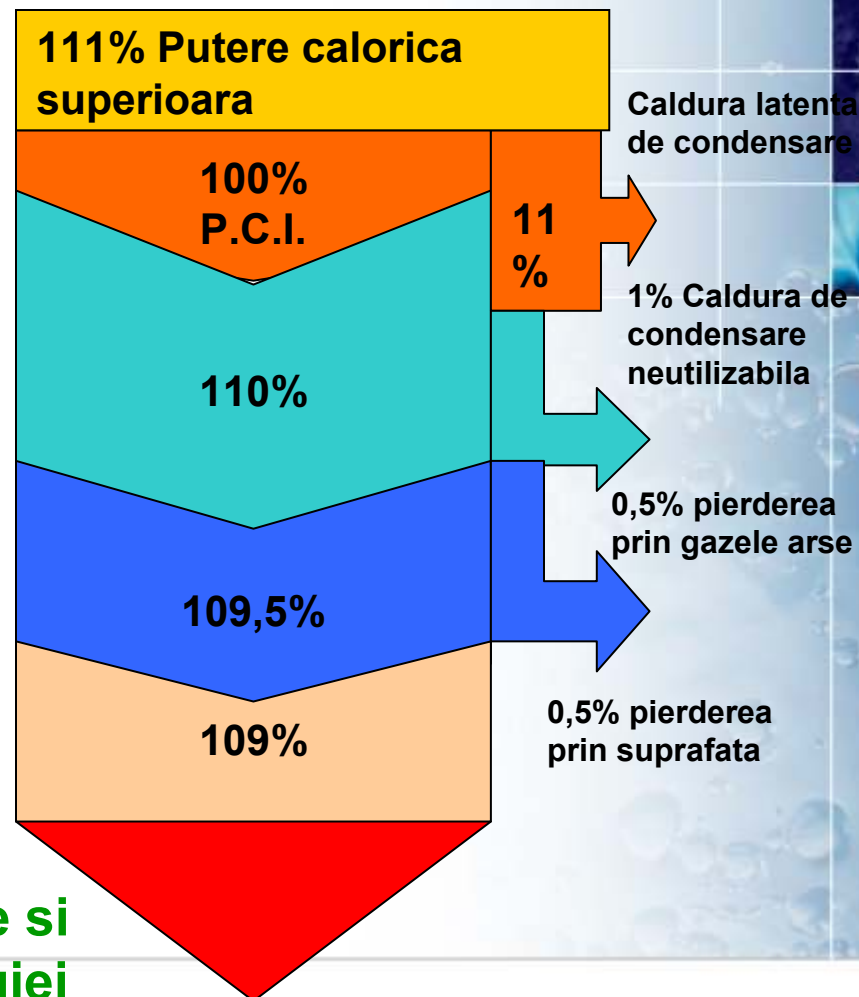 111% Putere calorica
superioara
Caldura latenta
de condensare
100%
P.C.I.
11
%
1% Caldura de
condensare
neutilizabila
110%
0,5% pierderea
prin gazele arse
109,5%
0,5% pierderea
prin suprafata
109%
si